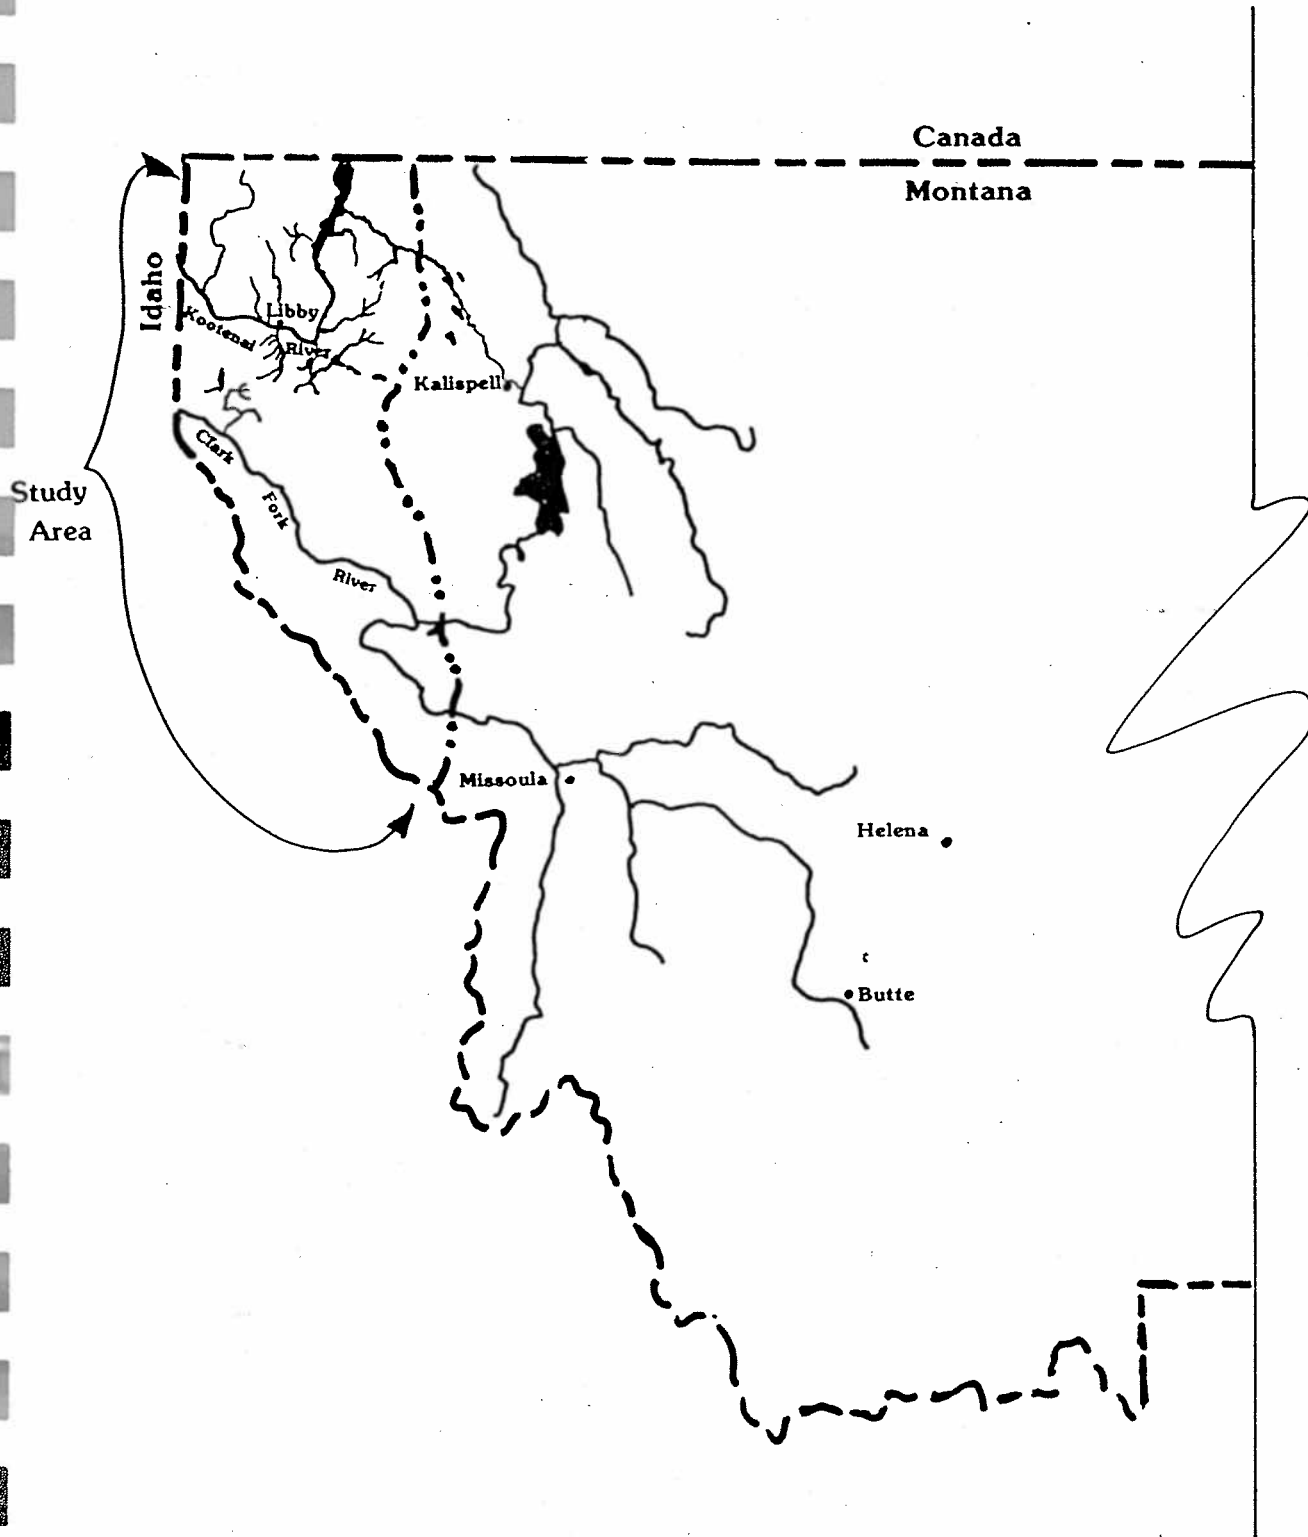 Canada
Montana
Idaho
Libby
Kootenai
River
Kalispell
Clark
Study
Area
Fork
River
Missoula
Helena
Butte